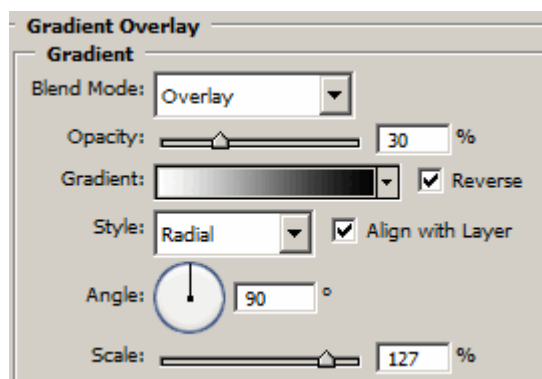 Gradient Overlay
Gradient
Blend Mode: Overlay
Opacity: 30 %
Gradient: Reverse
Style: Radial Align with Layer
Angle: 90 °
Scale: 127 %